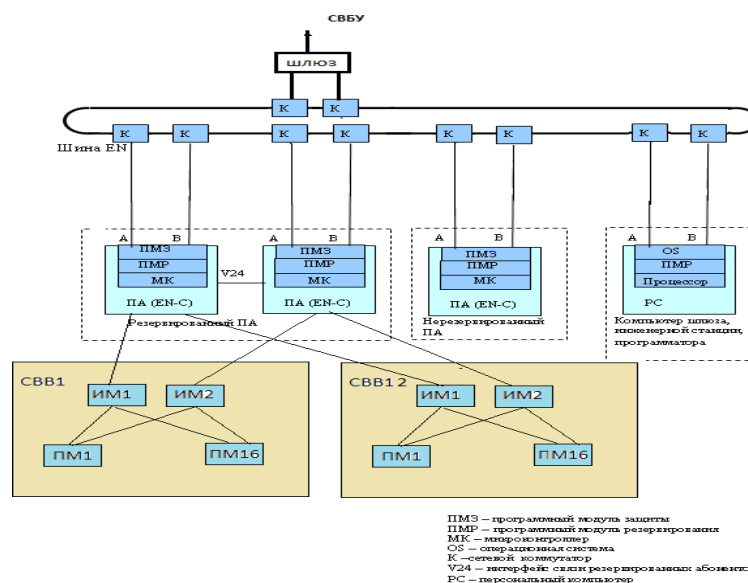 СВБУ
ШЛЮЗ
К К
К К К К К К К К
Шина EN
А В А В А В А В
ПМЗ ПМЗ ПМЗ OS
ПМР ПМР ПМР ПМР
МК V24 МК МК Процессор
ПА (EN-C) ПА (EN-C) ПА (EN-C) РС
Резервированный ПА
Нерезервированный
ПА
Компьютер шлюза,
инженерной станции,
программатора
СВВ1 ИМ1 ИМ2
ПМ1 ПМ16
СВВ12 ИМ1 ИМ2
ПМ1 ПМ16
ПМЗ – программный модуль защиты
ПМР – программный модуль резервирования
МК – микроконтроллер
OS – операционная система
К – сетевой коммутатор
V24 – интерфейс связи резервированных абонентс
РС – персональный компьютер